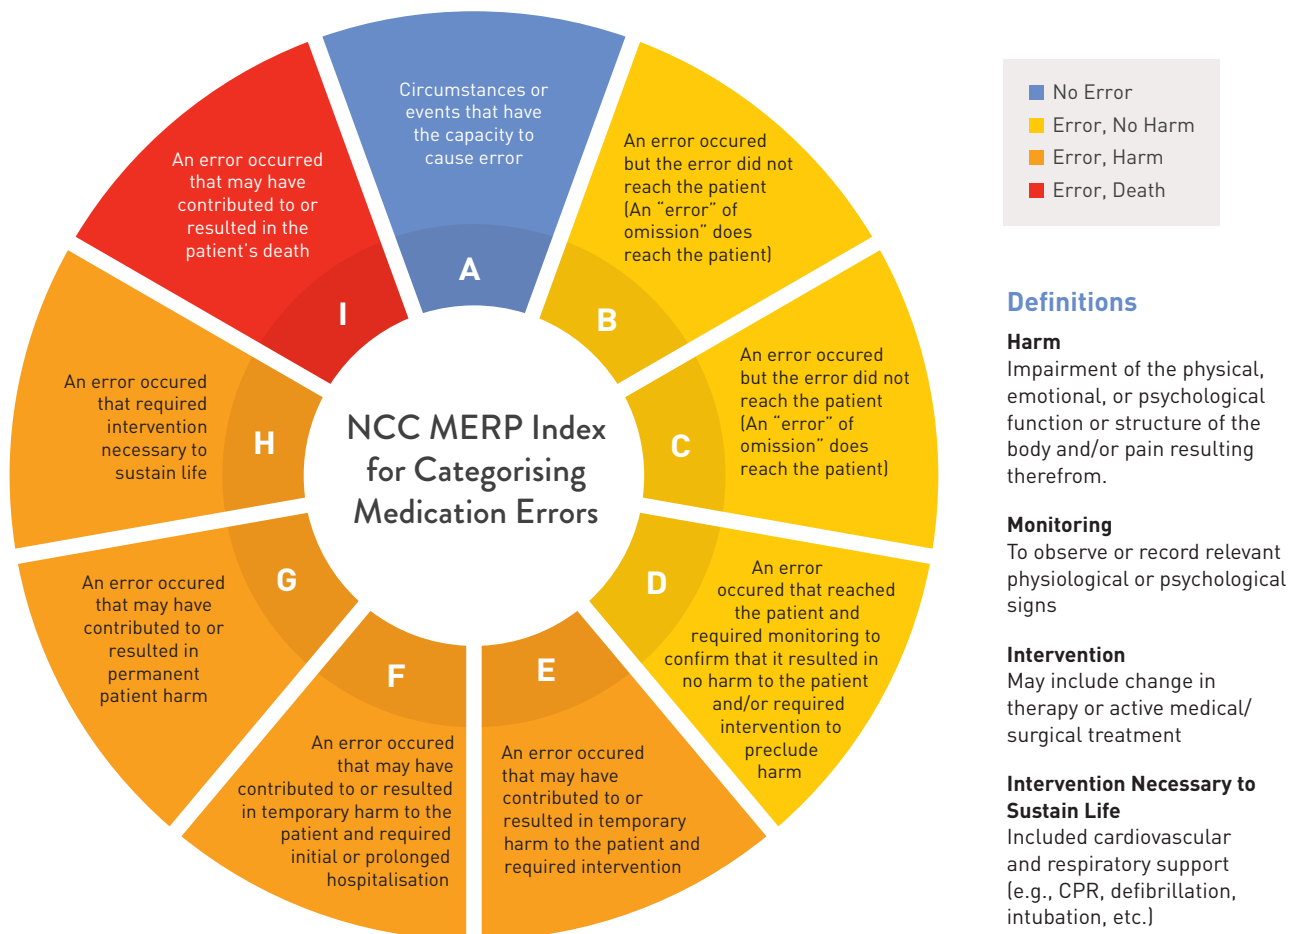 Circumstances or
events that have
the capacity to
cause error
A
An error occured
but the error did not
reach the patient
(An “error” of
omission” does
reach the patient)
B
An error occured
but the error did not
reach the patient
(An “error” of
omission” does
reach the patient)
C
An error
occured that reached
the patient and
required monitoring to
confirm that it resulted in
no harm to the patient
and/or required
intervention to
preclude
harm
D
An error occured
that may have
contributed to or
resulted in temporary
harm to the patient and
required intervention
E
An error occured
that may have
contributed to or resulted
in temporary harm to the
patient and required
initial or prolonged
hospitalisation
F
An error occured
that may have
contributed to or
resulted in
permanent
patient harm
G
An error occured
that required
intervention
necessary to
sustain life
H
An error occurred
that may have
contributed to or
resulted in the
patient’s death
I
NCC MERP Index
for Categorising
Medication Errors
No Error
Error, No Harm
Error, Harm
Error, Death
Definitions
Harm
Impairment of the physical,
emotional, or psychological
function or structure of the
body and/or pain resulting
therefrom.
Monitoring
To observe or record relevant
physiological or psychological
signs
Intervention
May include change in
therapy or active medical/
surgical treatment
Intervention Necessary to
Sustain Life
Included cardiovascular
and respiratory support
(e.g., CPR, defibrillation,
intubation, etc.)